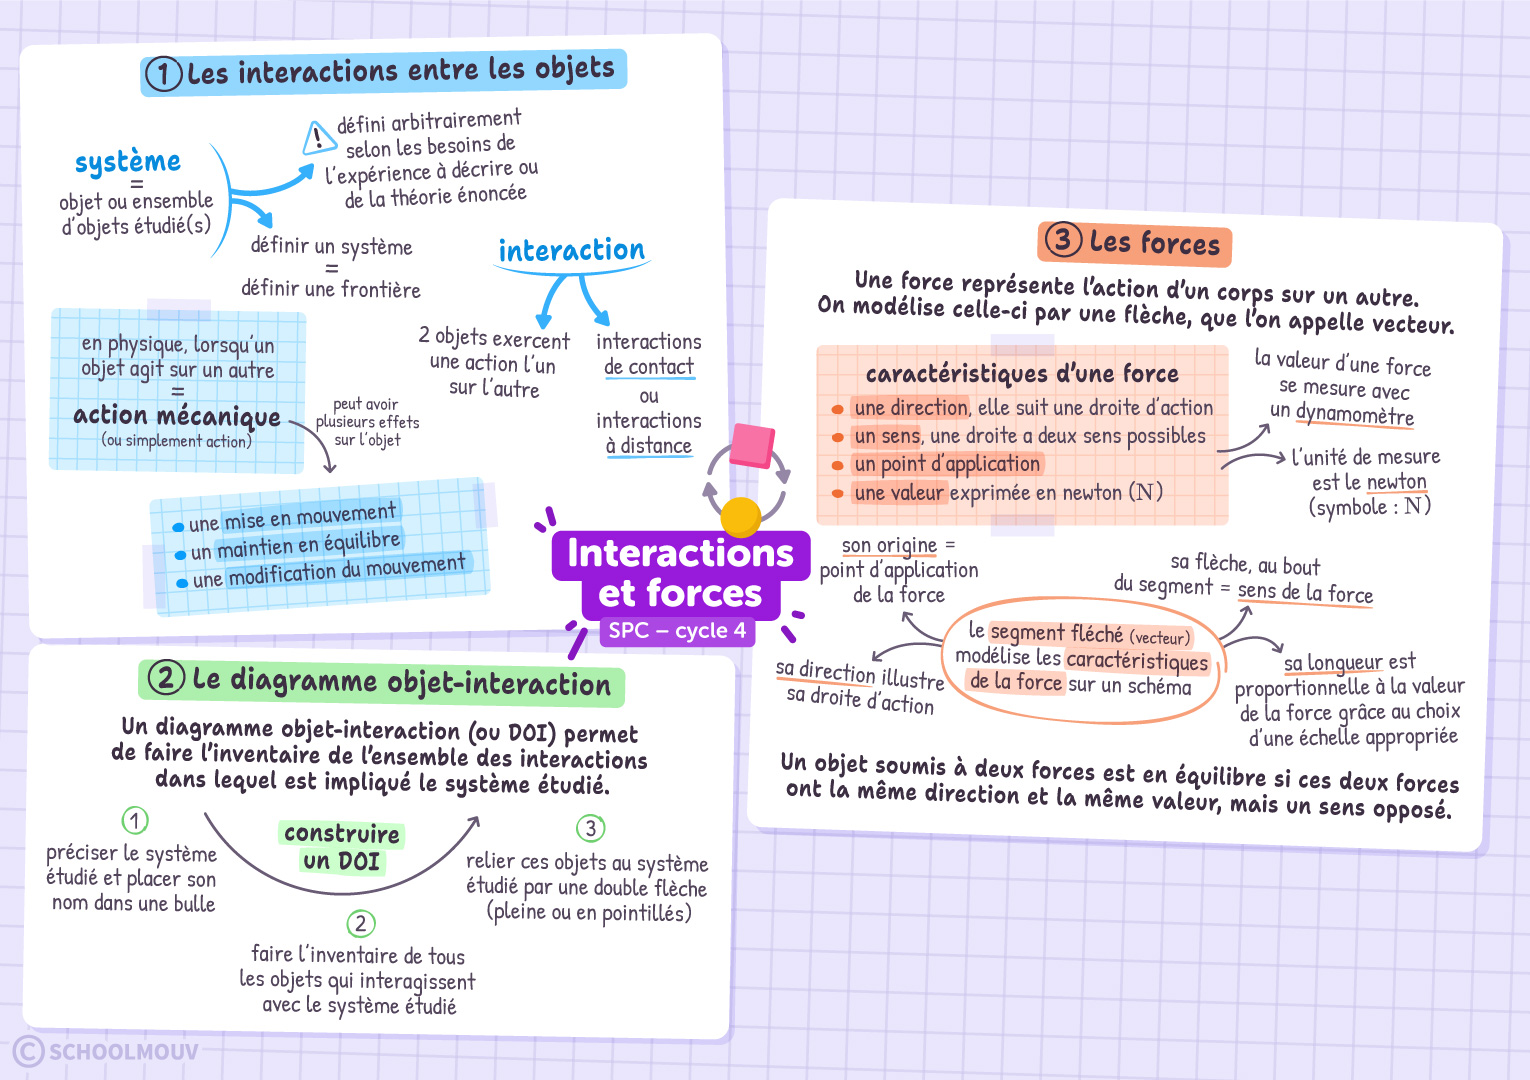 ① Les interactions entre les objets
système
=
objet ou ensemble
d'objets étudié(s)
! défini arbitrairement
selon les besoins de
l'expérience à décrire ou
de la théorie énoncée
définir un système
=
définir une frontière
interaction
2 objets exercent
une action l'un
sur l'autre
interactions
de contact
ou
interactions
à distance
en physique, lorsqu'un
objet agit sur un autre
=
action mécanique
(ou simplement action)
peut avoir
plusieurs effets
sur l'objet
• une mise en mouvement
• un maintien en équilibre
• une modification du mouvement
Interactions
et forces
SPC – cycle 4
② Le diagramme objet-interaction
Un diagramme objet-interaction (ou DOI) permet
de faire l'inventaire de l'ensemble des interactions
dans lequel est impliqué le système étudié.
construire
un DOI
①
préciser le système
étudié et placer son
nom dans une bulle
②
faire l'inventaire de tous
les objets qui interagissent
avec le système étudié
③
relier ces objets au système
étudié par une double flèche
(pleine ou en pointillés)
③ Les forces
Une force représente l'action d'un corps sur un autre.
On modélise celle-ci par une flèche, que l'on appelle vecteur.
caractéristiques d'une force
• une direction, elle suit une droite d'action
• un sens, une droite a deux sens possibles
• un point d'application
• une valeur exprimée en newton (N)
la valeur d'une force
se mesure avec
un dynamomètre
l'unité de mesure
est le newton
(symbole : N)
son origine =
point d'application
de la force
sa flèche, au bout
du segment = sens de la force
le segment fléché (vecteur)
modélise les caractéristiques
de la force sur un schéma
sa direction illustre
sa droite d'action
sa longueur est
proportionnelle à la valeur
de la force grâce au choix
d'une échelle appropriée
Un objet soumis à deux forces est en équilibre si ces deux forces
ont la même direction et la même valeur, mais un sens opposé.
© SCHOOLMOUV